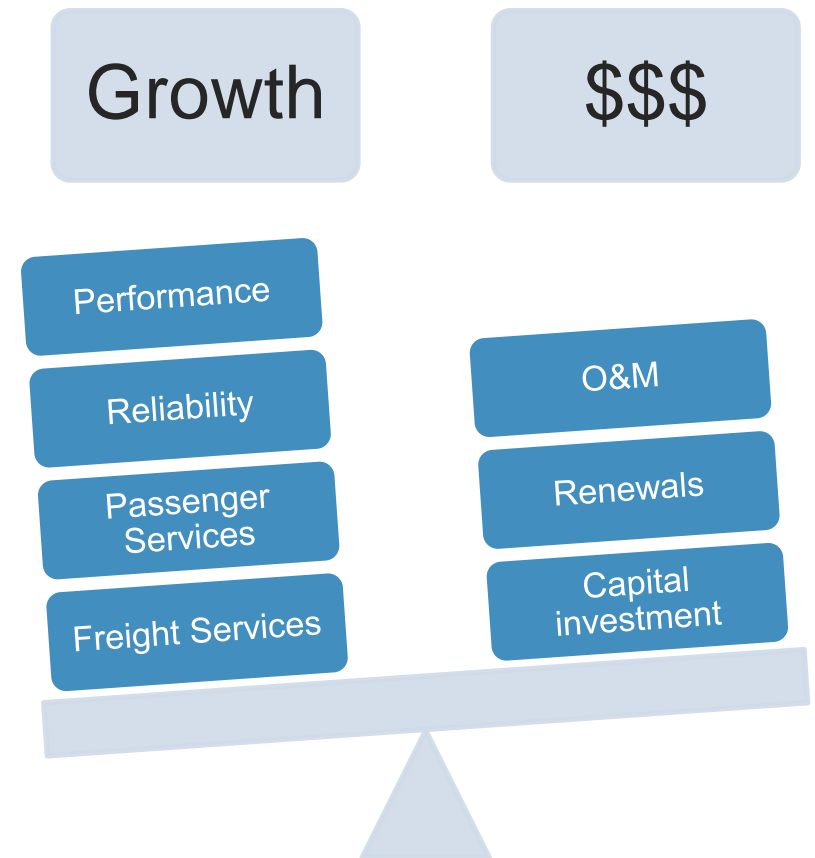 Growth
$$$
Performance
Reliability
Passenger
Services
Freight Services
O&M
Renewals
Capital
investment